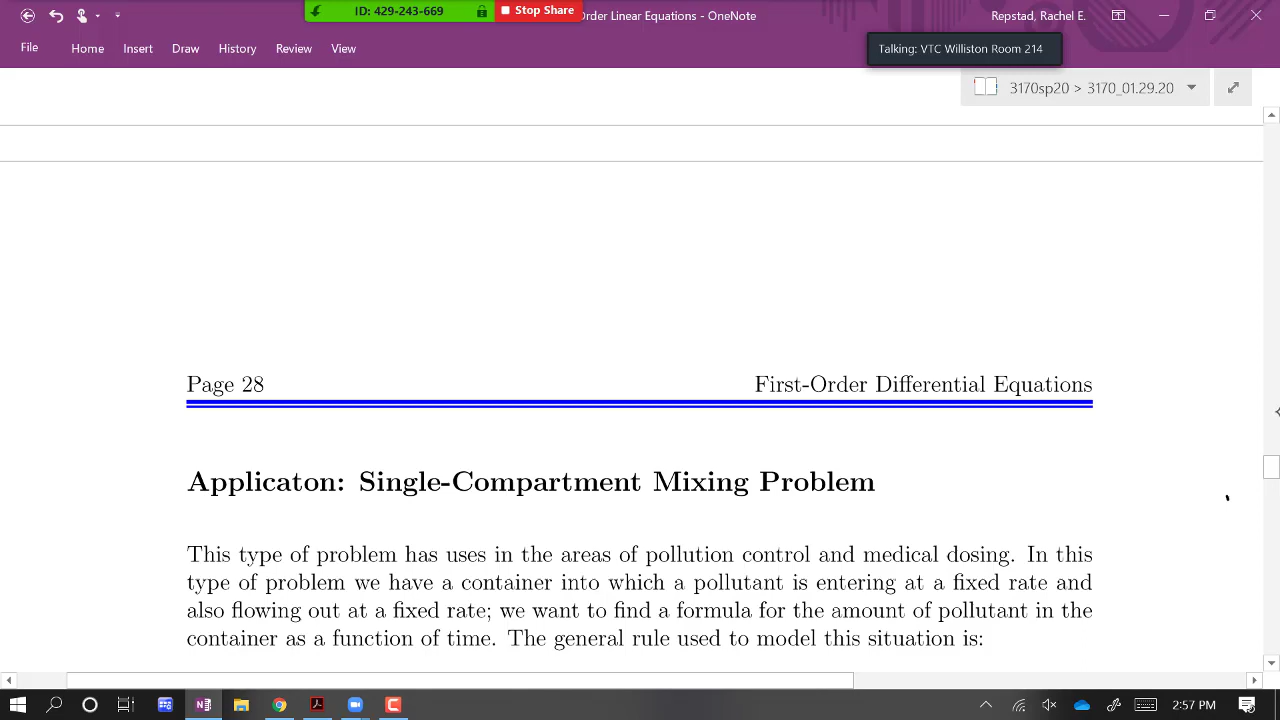 ID: 429-243-669
Stop Share
Order Linear Equations - OneNote
Repstad, Rachel E.
File
Home
Insert
Draw
History
Review
View
Talking: VTC Williston Room 214
3170sp20 > 3170_01.29.20
Page 28
First-Order Differential Equations
Applicaton: Single-Compartment Mixing Problem
This type of problem has uses in the areas of pollution control and medical dosing. In this
type of problem we have a container into which a pollutant is entering at a fixed rate and
also flowing out at a fixed rate; we want to find a formula for the amount of pollutant in the
container as a function of time. The general rule used to model this situation is:
2:57 PM